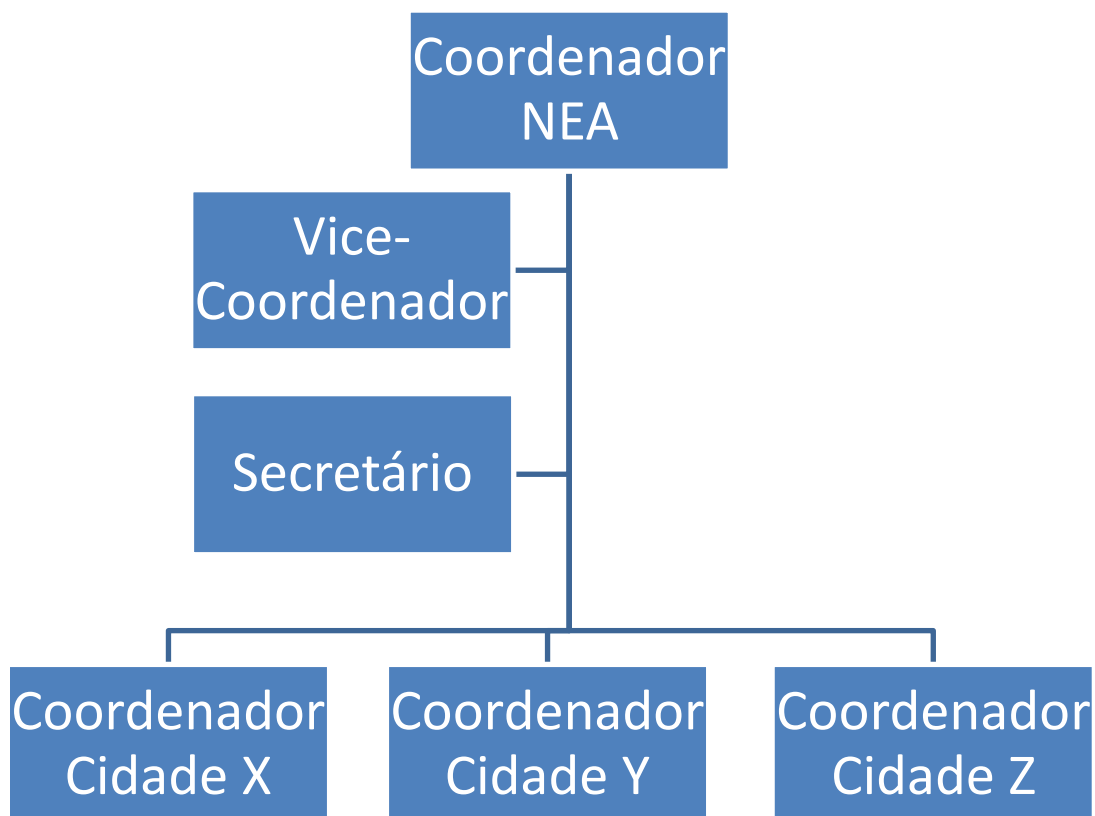 Coordenador
NEA
Vice-
Coordenador
Secretário
Coordenador
Cidade X
Coordenador
Cidade Y
Coordenador
Cidade Z